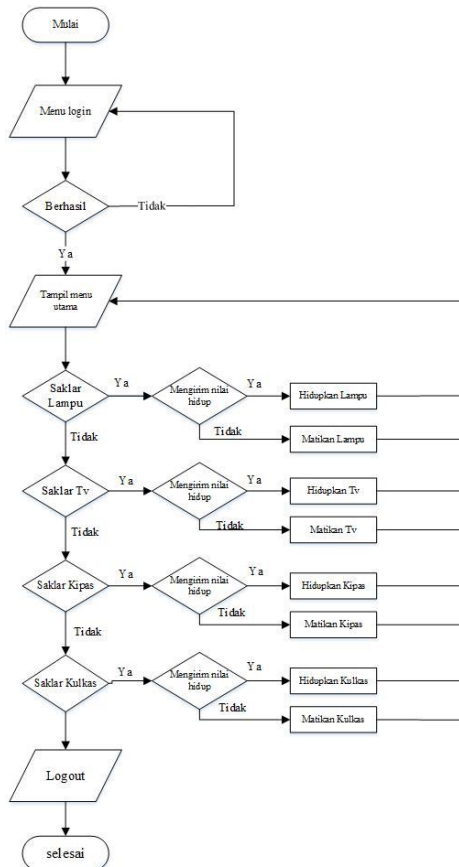 Mulai
Menu login
Berhasil
Tidak
Ya
Tampil menu
utama
Saklar
Lampu
Ya
Mengirim nilai
hidup
Ya
Hidupkan Lampu
Tidak
Matikan Lampu
Tidak
Saklar Tv
Ya
Mengirim nilai
hidup
Ya
Hidupkan Tv
Tidak
Matikan Tv
Tidak
Saklar Kipas
Ya
Mengirim nilai
hidup
Ya
Hidupkan Kipas
Tidak
Matikan Kipas
Tidak
Saklar Kulkas
Ya
Mengirim nilai
hidup
Ya
Hidupkan Kulkas
Tidak
Matikan Kulkas
Logout
selesai